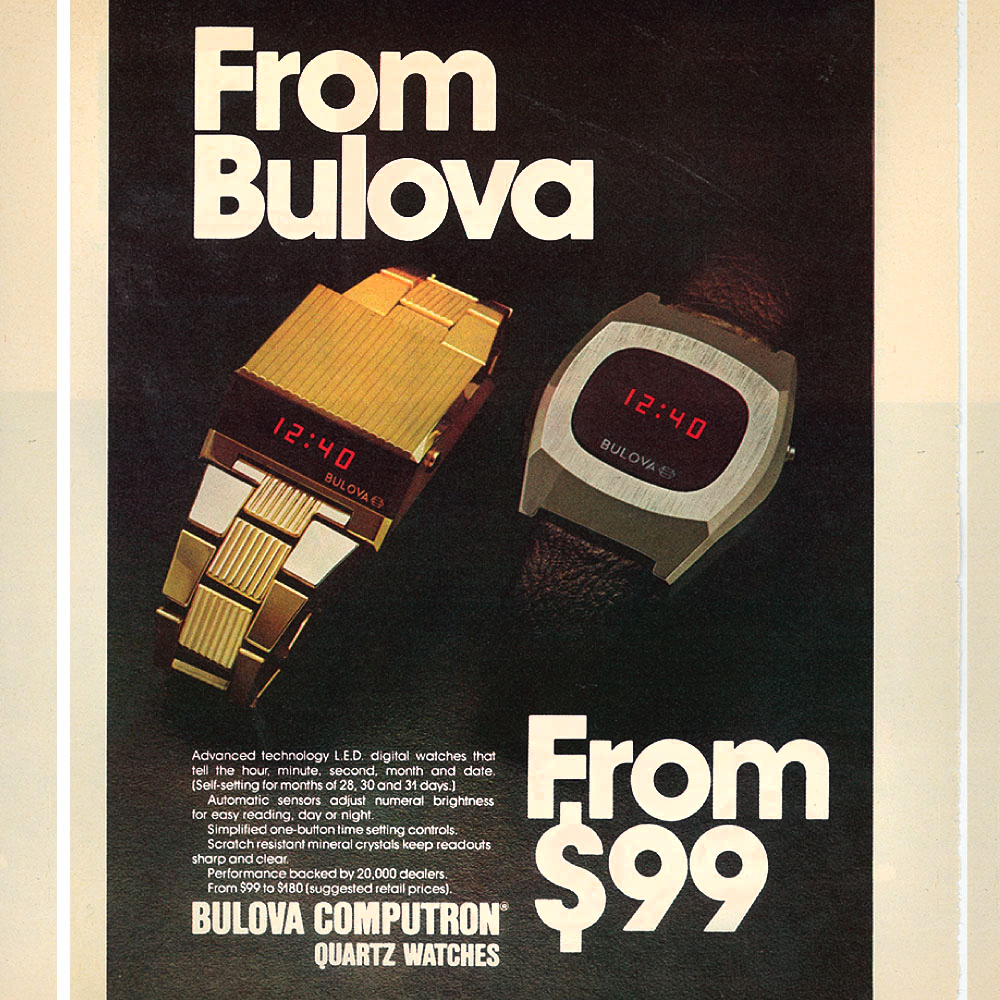 From
Bulova
12:40
BULOVA
12:40
BULOVA
Advanced technology L.E.D. digital watches that
tell the hour, minute, second, month and date.
(Self-setting for months of 28, 30 and 31 days.)
Automatic sensors adjust numeral brightness
for easy reading, day or night.
Simplified one-button time setting controls.
Scratch resistant mineral crystals keep readouts
sharp and clear.
Performance backed by 20,000 dealers.
From $99 to $180 (suggested retail prices).
BULOVA COMPUTRON®
QUARTZ WATCHES
From
$99